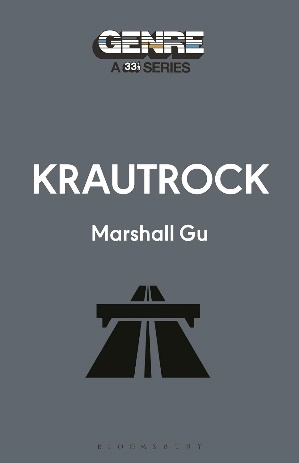 GENRE
A 33⅓ SERIES
KRAUTROCK
Marshall Gu
BLOOMSBURY